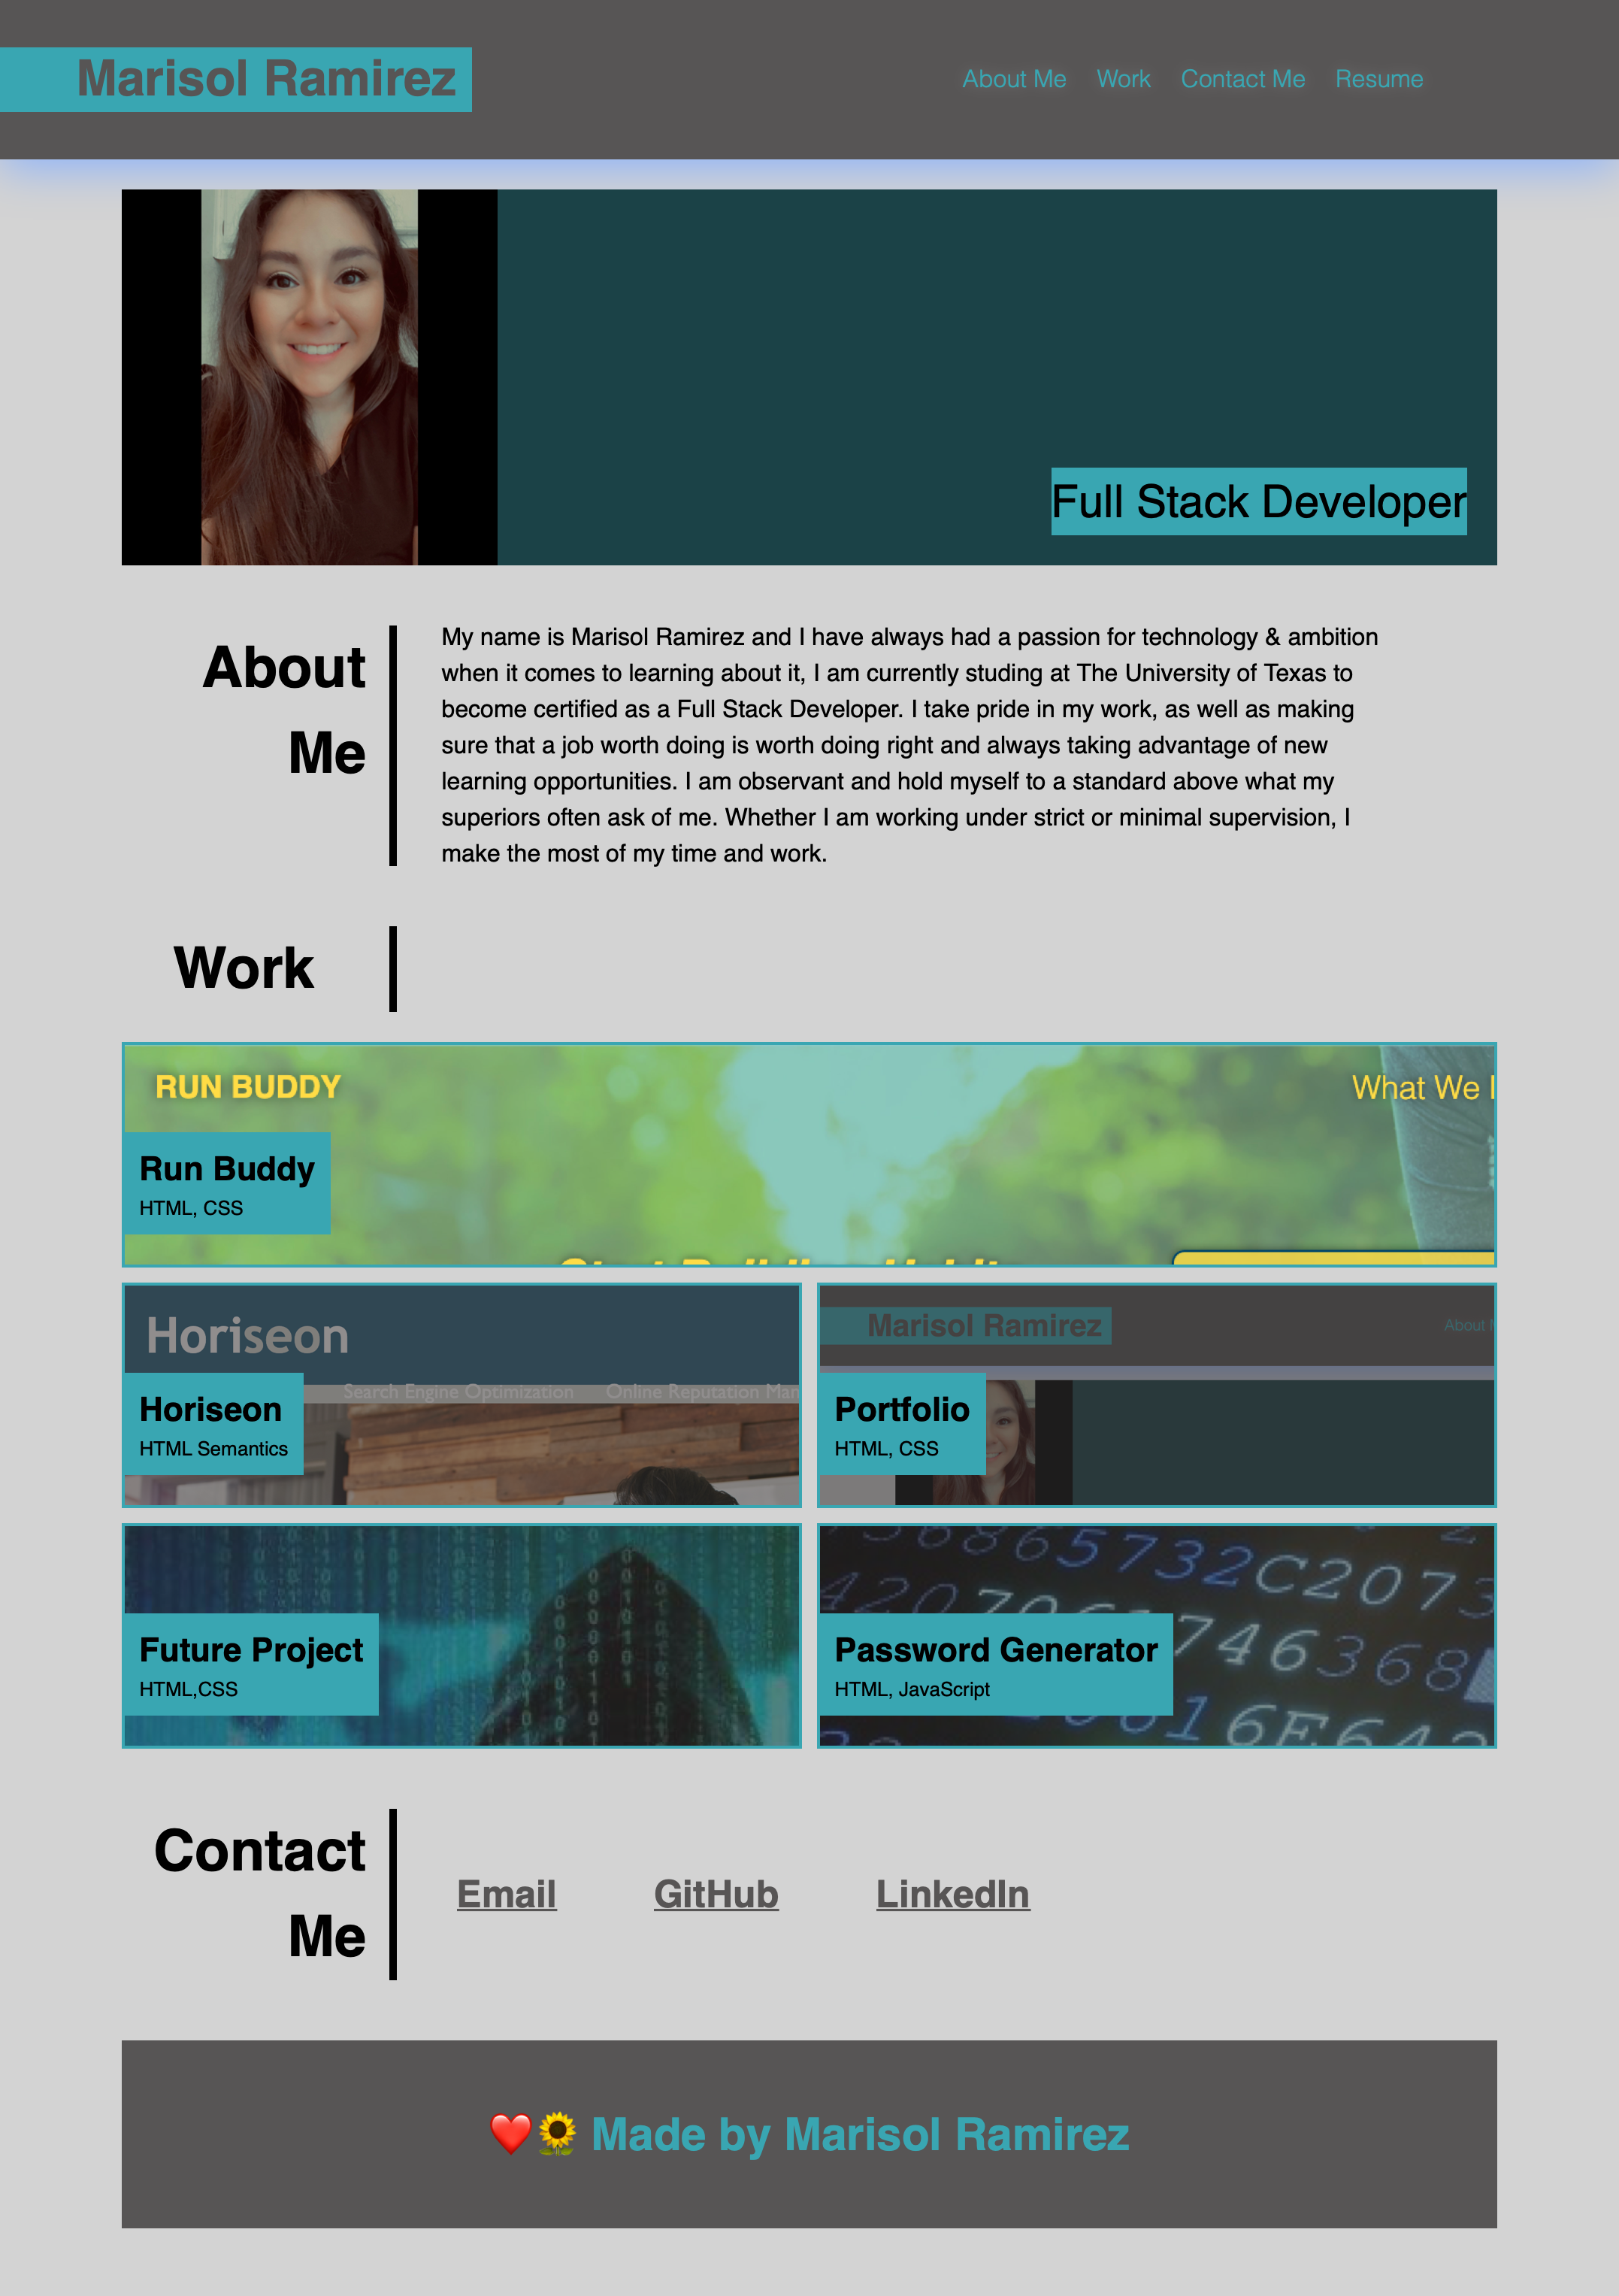 Marisol Ramirez
About Me Work Contact Me Resume
Full Stack Developer
About
Me
My name is Marisol Ramirez and I have always had a passion for technology & ambition
when it comes to learning about it, I am currently studing at The University of Texas to
become certified as a Full Stack Developer. I take pride in my work, as well as making
sure that a job worth doing is worth doing right and always taking advantage of new
learning opportunities. I am observant and hold myself to a standard above what my
superiors often ask of me. Whether I am working under strict or minimal supervision, I
make the most of my time and work.
Work
RUN BUDDY
What We
Run Buddy
HTML, CSS
Horiseon
Search Engine Optimization Online Reputation Man
Horiseon
HTML Semantics
Marisol Ramirez
About
Portfolio
HTML, CSS
Future Project
HTML,CSS
Password Generator
HTML, JavaScript
Contact
Me
Email GitHub LinkedIn
❤️🌻 Made by Marisol Ramirez